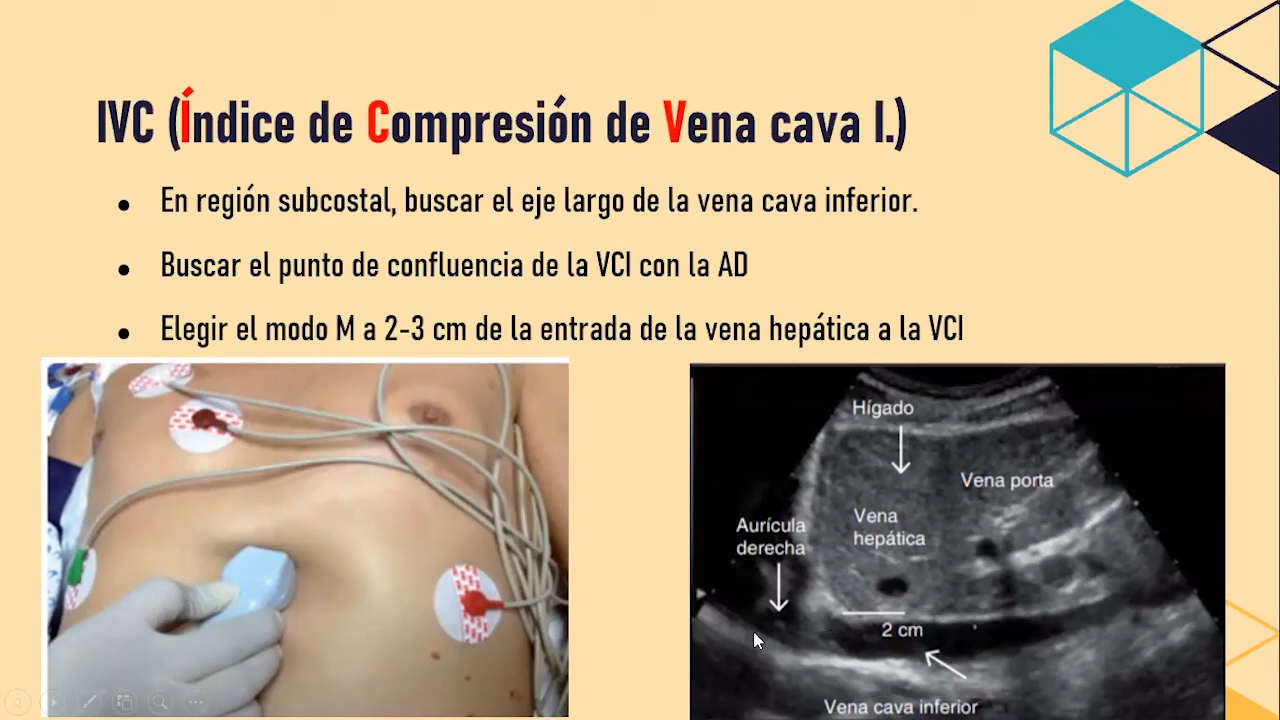 IVC (Índice de Compresión de Vena cava I.)
• En región subcostal, buscar el eje largo de la vena cava inferior.
• Buscar el punto de confluencia de la VCI con la AD
• Elegir el modo M a 2-3 cm de la entrada de la vena hepática a la VCI
Hígado
Vena porta
Vena
hepática
Aurícula
derecha
2 cm
Vena cava inferior